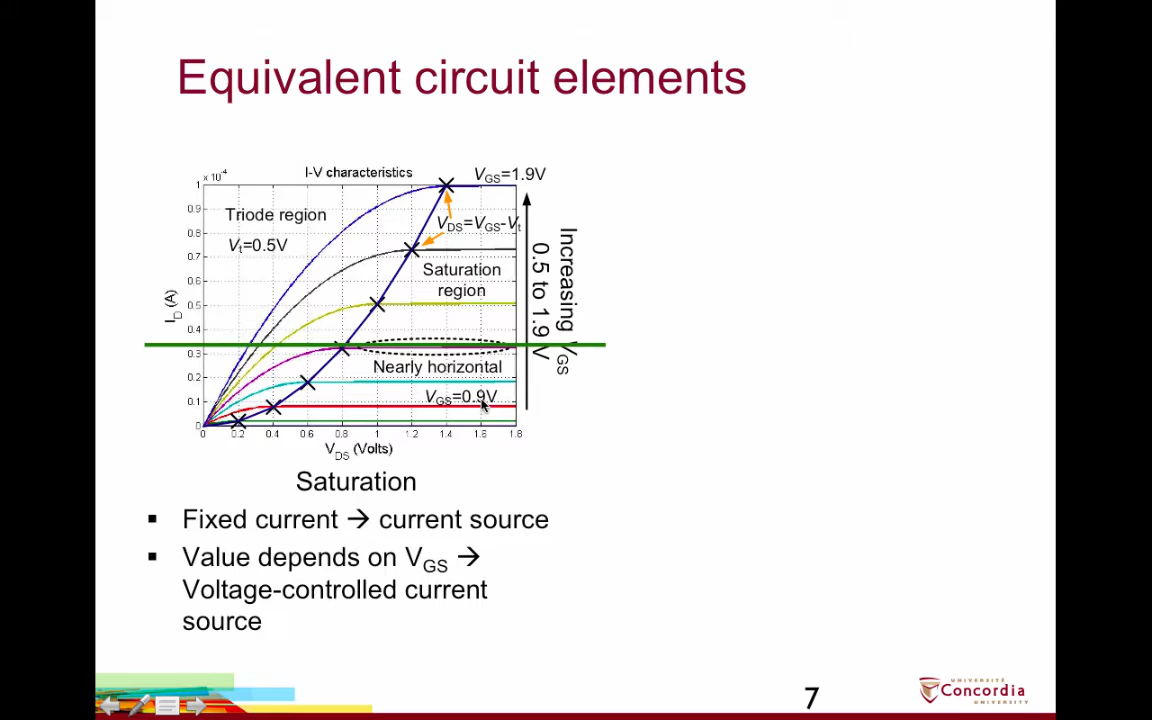 Equivalent circuit elements
x 10⁻⁴
I-V characteristics
V_GS=1.9V
1
0.9
0.8
0.7
0.6
0.5
0.4
0.3
0.2
0.1
0
I_D (A)
Triode region
V_t=0.5V
V_DS=V_GS-V_t
Saturation
region
Nearly horizontal
V_GS=0.9V
Increasing V_GS
0.5 to 1.9 V
0 0.2 0.4 0.6 0.8 1 1.2 1.4 1.6 1.8
V_DS (Volts)
Saturation
▪ Fixed current → current source
▪ Value depends on V_GS →
Voltage-controlled current
source
7
UNIVERSITÉ
Concordia
UNIVERSITY